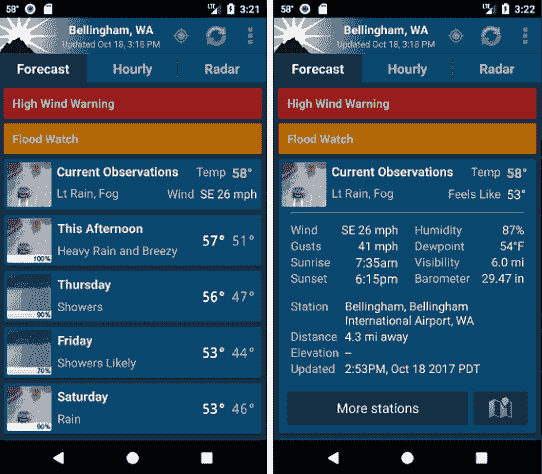 58°
LTE
3:21
Bellingham, WA
Updated Oct 18, 3:18 PM
Forecast Hourly Radar
High Wind Warning
Flood Watch
Current Observations Temp 58°
Lt Rain, Fog Wind SE 26 mph
This Afternoon
Heavy Rain and Breezy 57° 51°
100%
Thursday
Showers 56° 47°
90%
Friday
Showers Likely 53° 44°
70%
Saturday
Rain 53° 46°
90%
58°
LTE
3:22
Bellingham, WA
Updated Oct 18, 3:18 PM
Forecast Hourly Radar
High Wind Warning
Flood Watch
Current Observations Temp 58°
Lt Rain, Fog Feels Like 53°
Wind SE 26 mph Humidity 87%
Gusts 41 mph Dewpoint 54°F
Sunrise 7:35am Visibility 6.0 mi
Sunset 6:15pm Barometer 29.47 in
Station Bellingham, Bellingham
International Airport, WA
Distance 4.3 mi away
Elevation --
Updated 2:53PM, Oct 18 2017 PDT
More stations